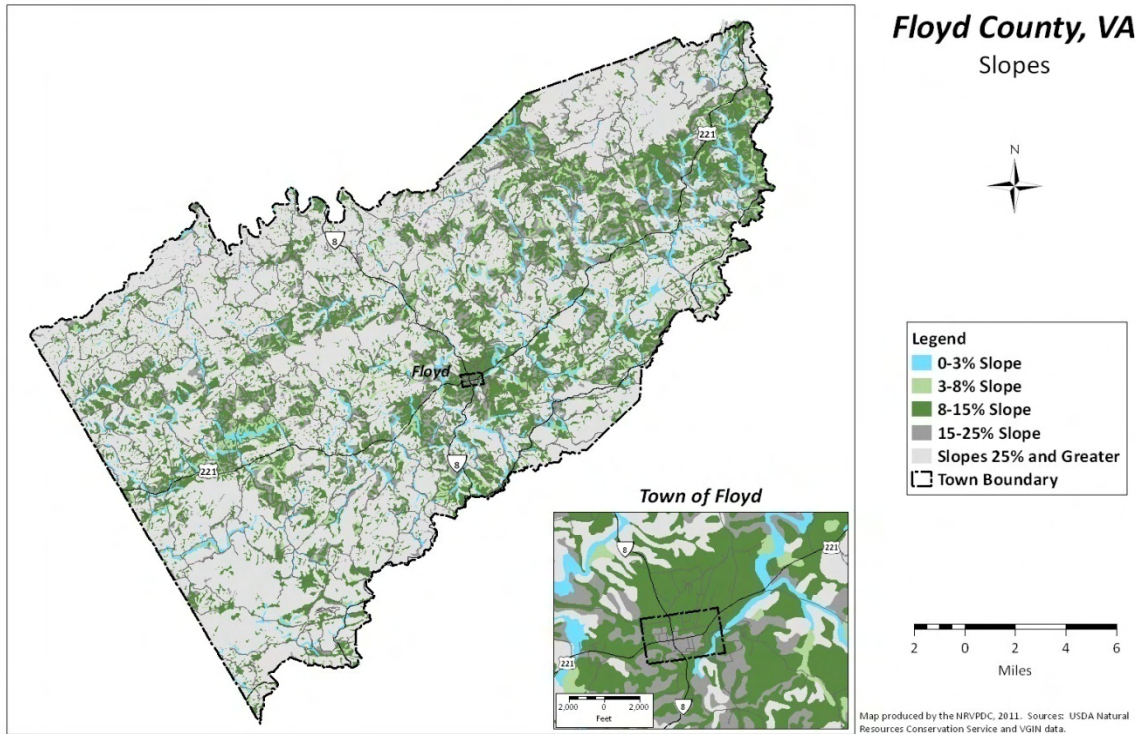 Floyd County, VA
Slopes
N
221
8
Floyd
221
8
Legend
0-3% Slope
3-8% Slope
8-15% Slope
15-25% Slope
Slopes 25% and Greater
Town Boundary
Town of Floyd
8
221
221
8
2,000 0 2,000
Feet
2 0 2 4 6
Miles
Map produced by the NRVPDC, 2011. Sources: USDA Natural
Resources Conservation Service and VGIN data.